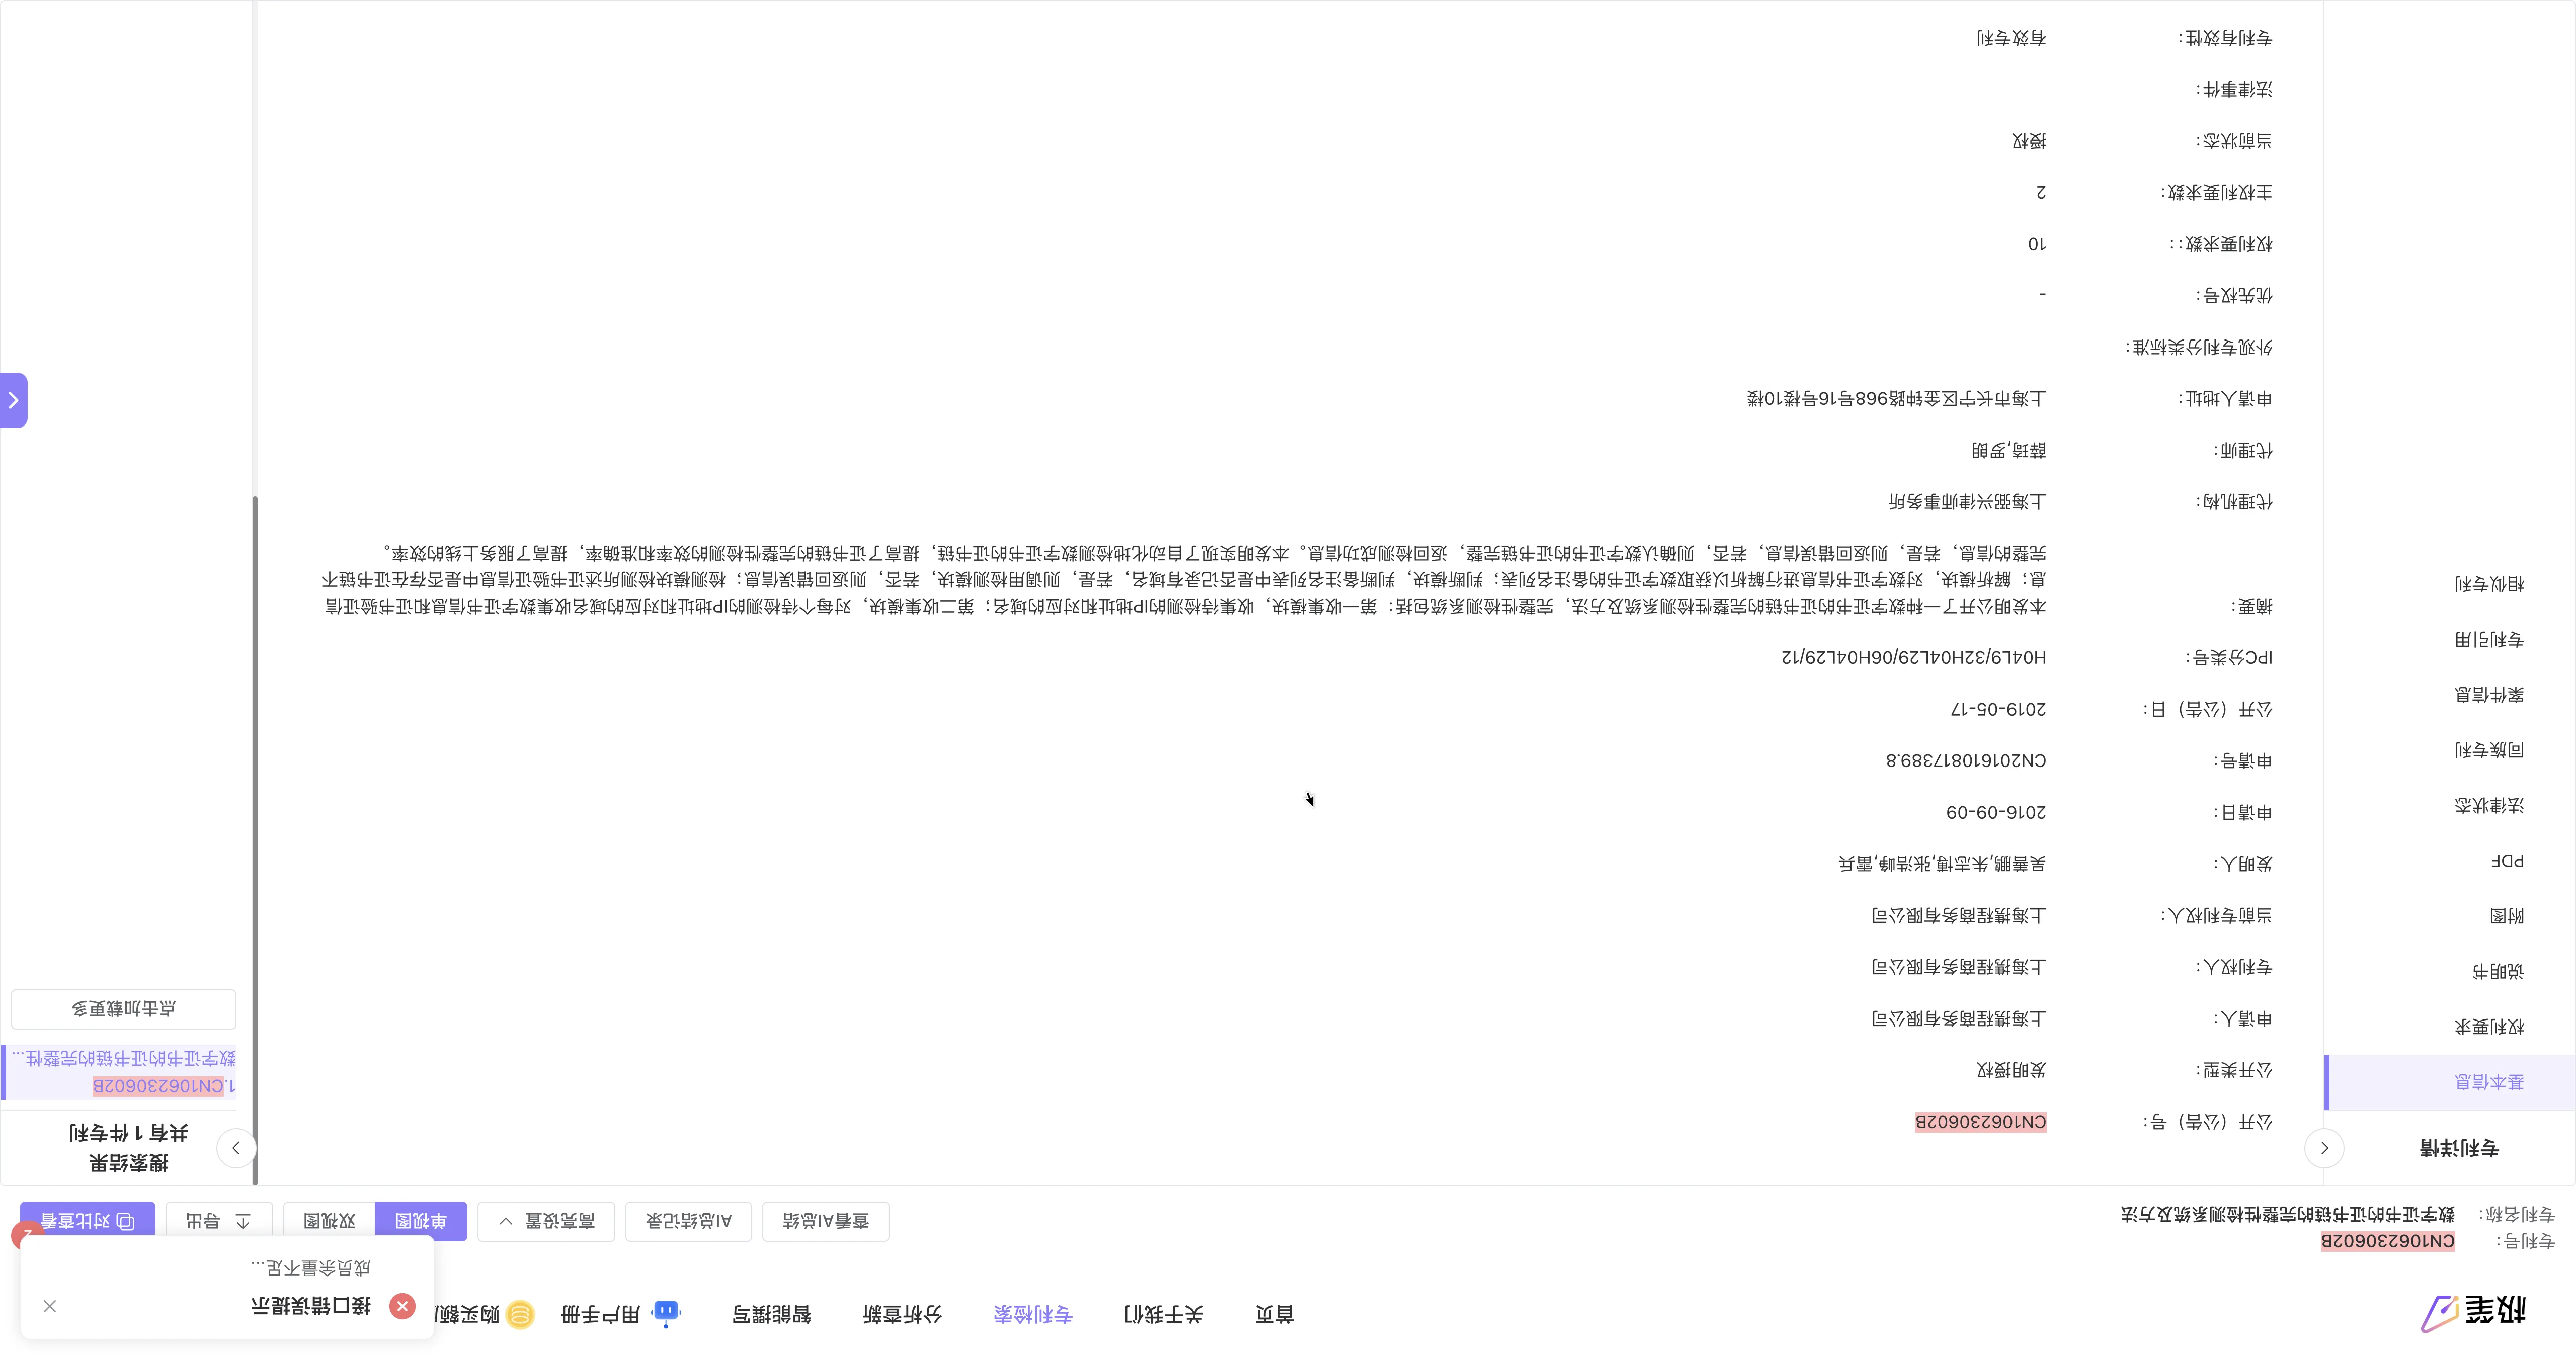 极笔
首页
关于我们
专利检索
分析查新
智能撰写
用户手册
购买额
接口错误提示
成员余量不足...
专利号: CN106230602B
专利名称: 数字证书的证书链的完整性检测系统及方法
查看AI总结
AI总结记录
高亮设置
单视图
双视图
导出
对比查看
专利详情
基本信息
权利要求
说明书
附图
PDF
法律状态
同族专利
案件信息
专利引用
相似专利
公开（公告）号: CN106230602B
公开类型: 发明授权
申请人: 上海携程商务有限公司
专利权人: 上海携程商务有限公司
当前专利权人: 上海携程商务有限公司
发明人: 吴善鹏,朱志博,张浩峥,雷兵
申请日: 2016-09-09
申请号: CN201610817389.8
公开（公告）日: 2019-05-17
IPC分类号: H04L9/32H04L29/06H04L29/12
摘要: 本发明公开了一种数字证书的证书链的完整性检测系统及方法，完整性检测系统包括：第一收集模块，收集待检测的IP地址和对应的域名；第二收集模块，对每个待检测的IP地址和对应的域名收集数字证书信息和证书验证信
息；解析模块，对数字证书信息进行解析以获取数字证书的备注名列表；判断模块，判断备注名列表中是否记录有域名，若是，则调用检测模块，若否，则返回错误信息；检测模块检测所述证书验证信息中是否存在证书链不
完整的信息，若是，则返回错误信息，若否，则确认数字证书的证书链完整，返回检测成功信息。本发明实现了自动化地检测数字证书的证书链，提高了证书链的完整性检测的效率和准确率，提高了服务上线的效率。
代理机构: 上海弼兴律师事务所
代理师: 薛琦,罗朗
申请人地址: 上海市长宁区金钟路968号16号楼10楼
外观专利分类标准:
优先权号: -
权利要求数:: 10
主权利要求数: 2
当前状态: 授权
法律事件:
专利有效性: 有效专利
搜索结果
共有 1 件专利
1.CN106230602B
数字证书的证书链的完整性...
点击加载更多